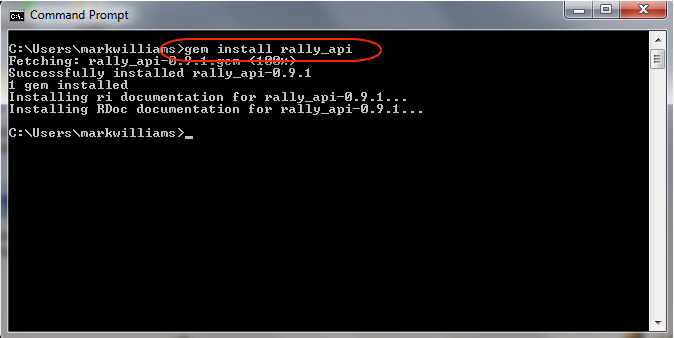 Command Prompt
C:\Users\markwilliams>gem install rally_api
Fetching: rally_api-0.9.1.gem (100%)
Successfully installed rally_api-0.9.1
1 gem installed
Installing ri documentation for rally_api-0.9.1...
Installing RDoc documentation for rally_api-0.9.1...
C:\Users\markwilliams>_